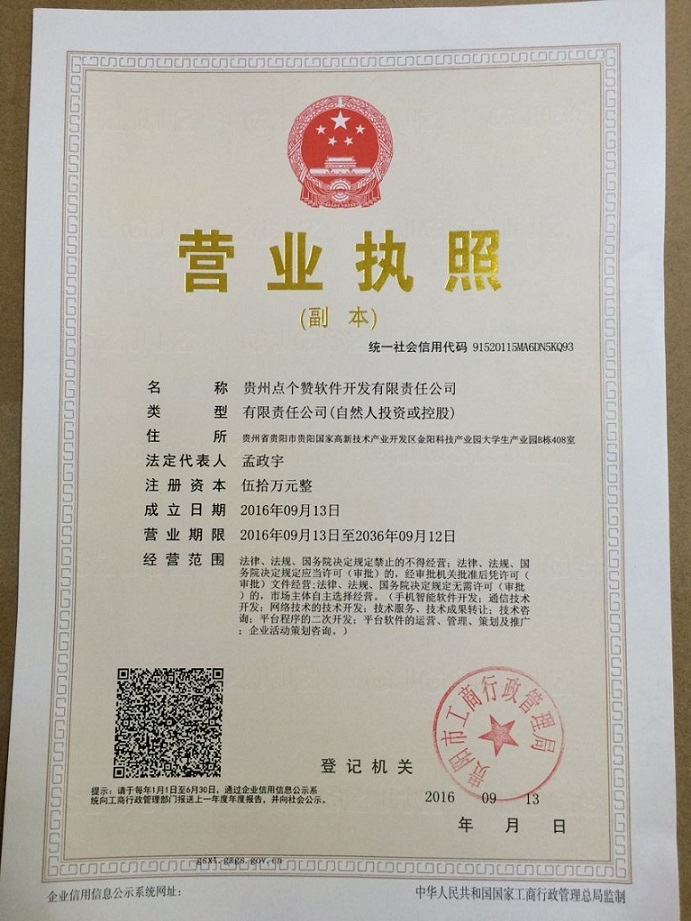 营业执照
(副 本)
统一社会信用代码 91520115MA6DN5KQ93
名 称 贵州点个赞软件开发有限责任公司
类 型 有限责任公司(自然人投资或控股)
住 所 贵州省贵阳市贵阳国家高新技术产业开发区金阳科技产业园大学生产业园B栋408室
法定代表人 孟政宇
注册资本 伍拾万元整
成立日期 2016年09月13日
营业期限 2016年09月13日至2036年09月12日
经营范围 法律、法规、国务院决定规定禁止的不得经营；法律、法规、国
务院决定规定应当许可（审批）的，经审批机关批准后凭许可（
审批）文件经营;法律、法规、国务院决定规定无需许可（审批
）的，市场主体自主选择经营。（手机智能软件开发；通信技术
开发；网络技术的技术开发；技术服务、技术成果转让；技术咨
询；平台程序的二次开发；平台软件的运营、管理、策划及推广
；企业活动策划咨询。）
贵阳市工商行政管理局
登记机关
提示：请于每年1月1日至6月30日，通过企业信用信息公示系
统向工商行政管理部门报送上一年度年度报告，并向社会公示。
2016 09 13
年 月 日
gsxt.gzgs.gov.cn
企业信用信息公示系统网址：
中华人民共和国国家工商行政管理总局监制